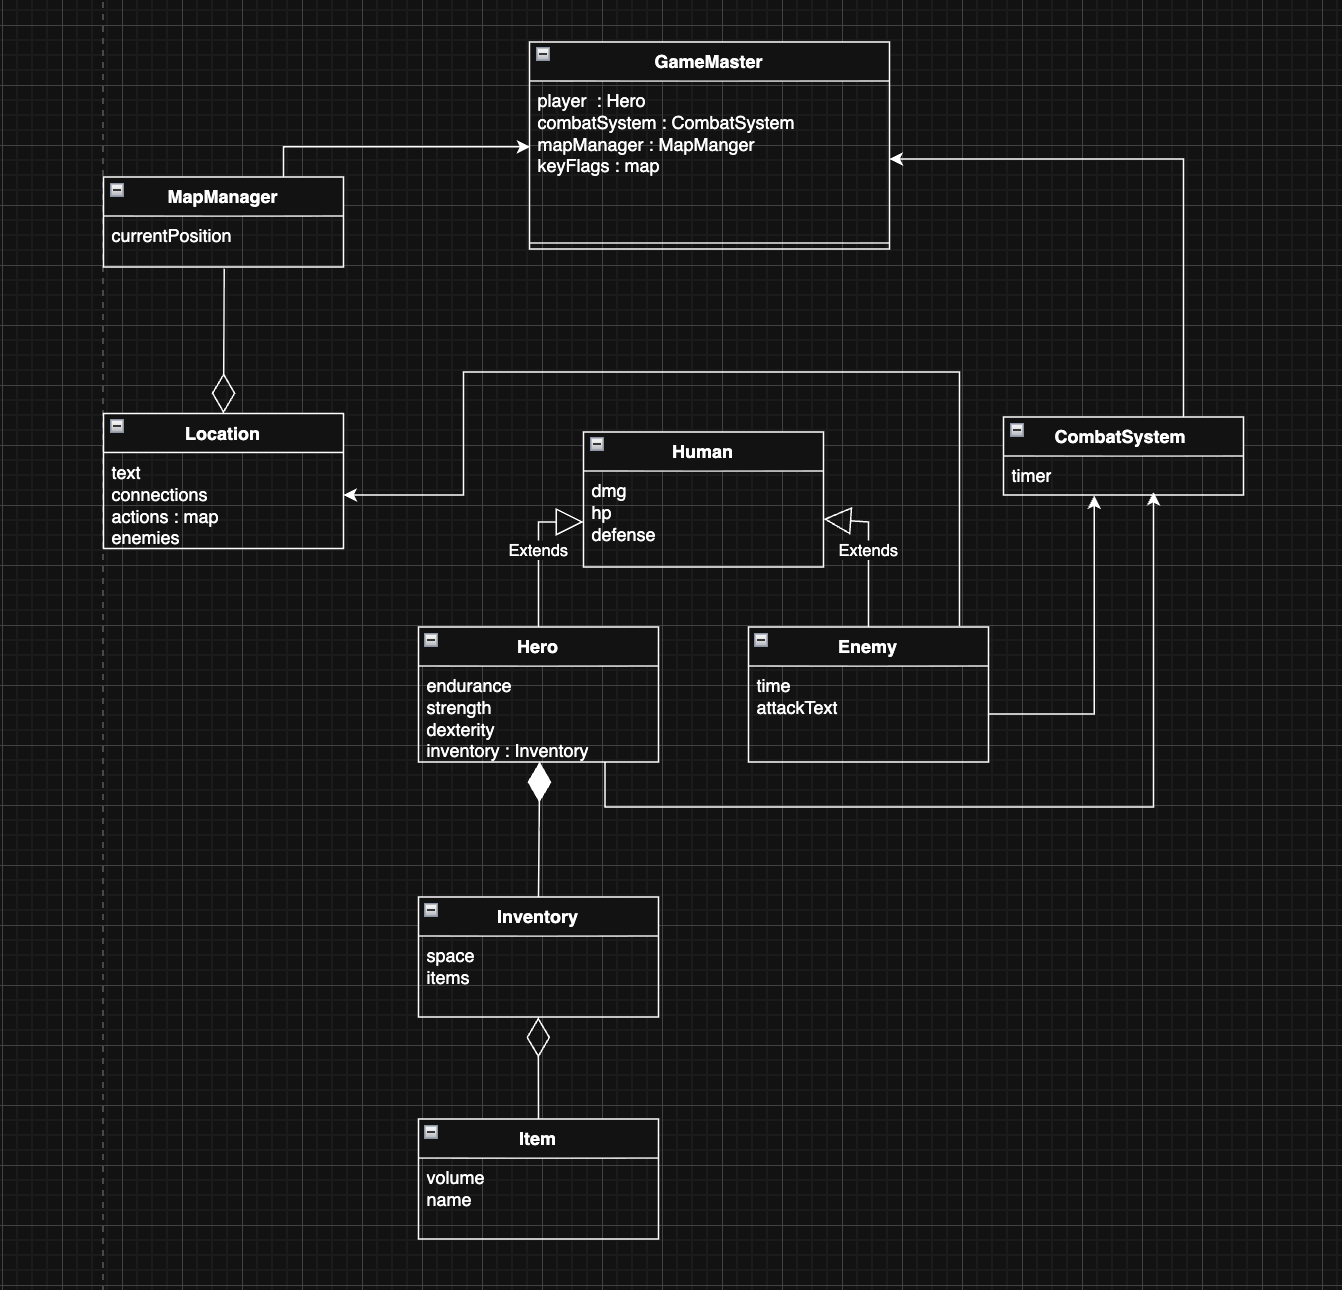 GameMaster
player  : Hero
combatSystem : CombatSystem
mapManager : MapManger
keyFlags : map
MapManager
currentPosition
Location
text
connections
actions : map
enemies
Human
dmg
hp
defense
CombatSystem
timer
Extends
Extends
Hero
endurance
strength
dexterity
inventory : Inventory
Enemy
time
attackText
Inventory
space
items
Item
volume
name